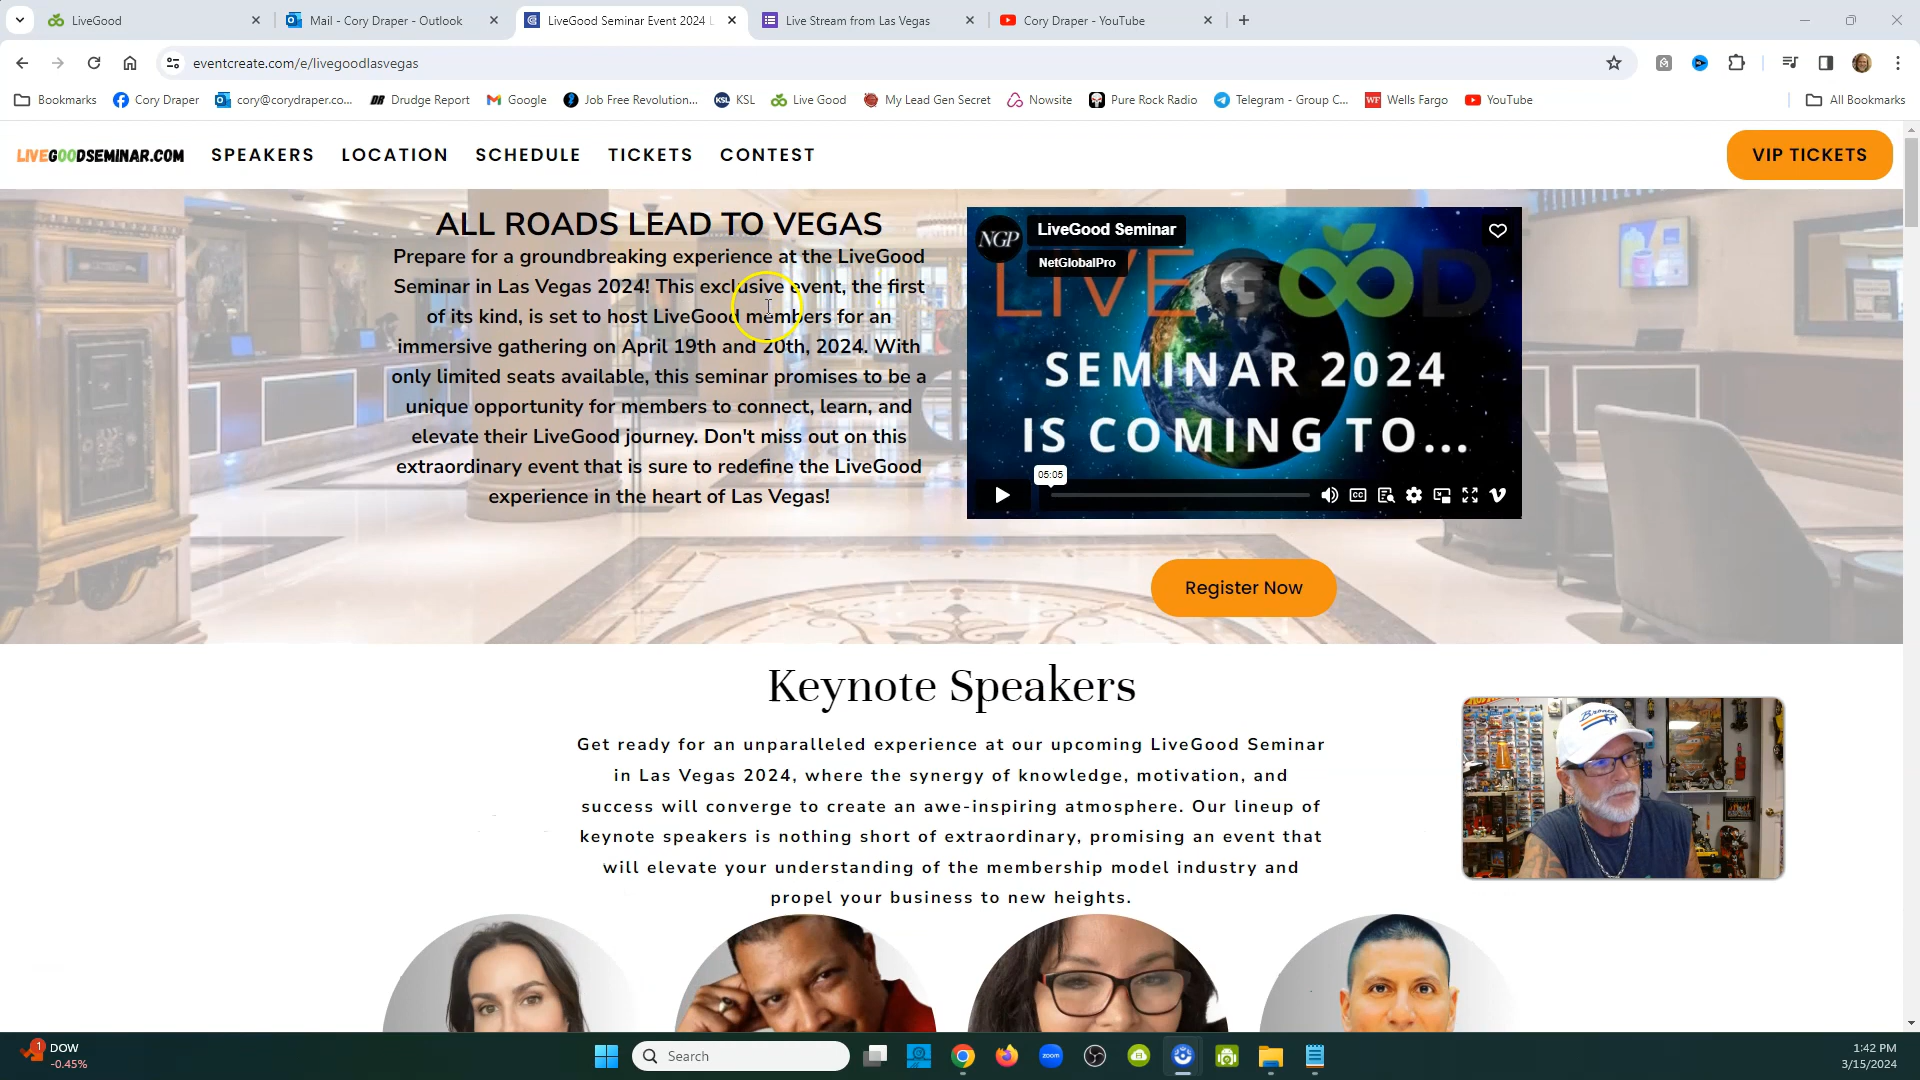 LiveGood
Mail - Cory Draper - Outlook
LiveGood Seminar Event 2024 L
Live Stream from Las Vegas
Cory Draper - YouTube
eventcreate.com/e/livegoodlasvegas
Bookmarks
Cory Draper
cory@corydraper.co...
Drudge Report
Google
Job Free Revolution...
KSL
Live Good
My Lead Gen Secret
Nowsite
Pure Rock Radio
Telegram - Group C...
Wells Fargo
YouTube
All Bookmarks
LIVEGOODSEMINAR.COM
SPEAKERS
LOCATION
SCHEDULE
TICKETS
CONTEST
VIP TICKETS
ALL ROADS LEAD TO VEGAS
Prepare for a groundbreaking experience at the LiveGood
Seminar in Las Vegas 2024! This exclusive event, the first
of its kind, is set to host LiveGood members for an
immersive gathering on April 19th and 20th, 2024. With
only limited seats available, this seminar promises to be a
unique opportunity for members to connect, learn, and
elevate their LiveGood journey. Don't miss out on this
extraordinary event that is sure to redefine the LiveGood
experience in the heart of Las Vegas!
NGP
LiveGood Seminar
NetGlobalPro
LIVEGOOD
SEMINAR 2024
IS COMING TO...
05:05
CC
Register Now
Keynote Speakers
Get ready for an unparalleled experience at our upcoming LiveGood Seminar
in Las Vegas 2024, where the synergy of knowledge, motivation, and
success will converge to create an awe-inspiring atmosphere. Our lineup of
keynote speakers is nothing short of extraordinary, promising an event that
will elevate your understanding of the membership model industry and
propel your business to new heights.
Bronco
1
DOW
-0.45%
Search
zoom
1:42 PM
3/15/2024